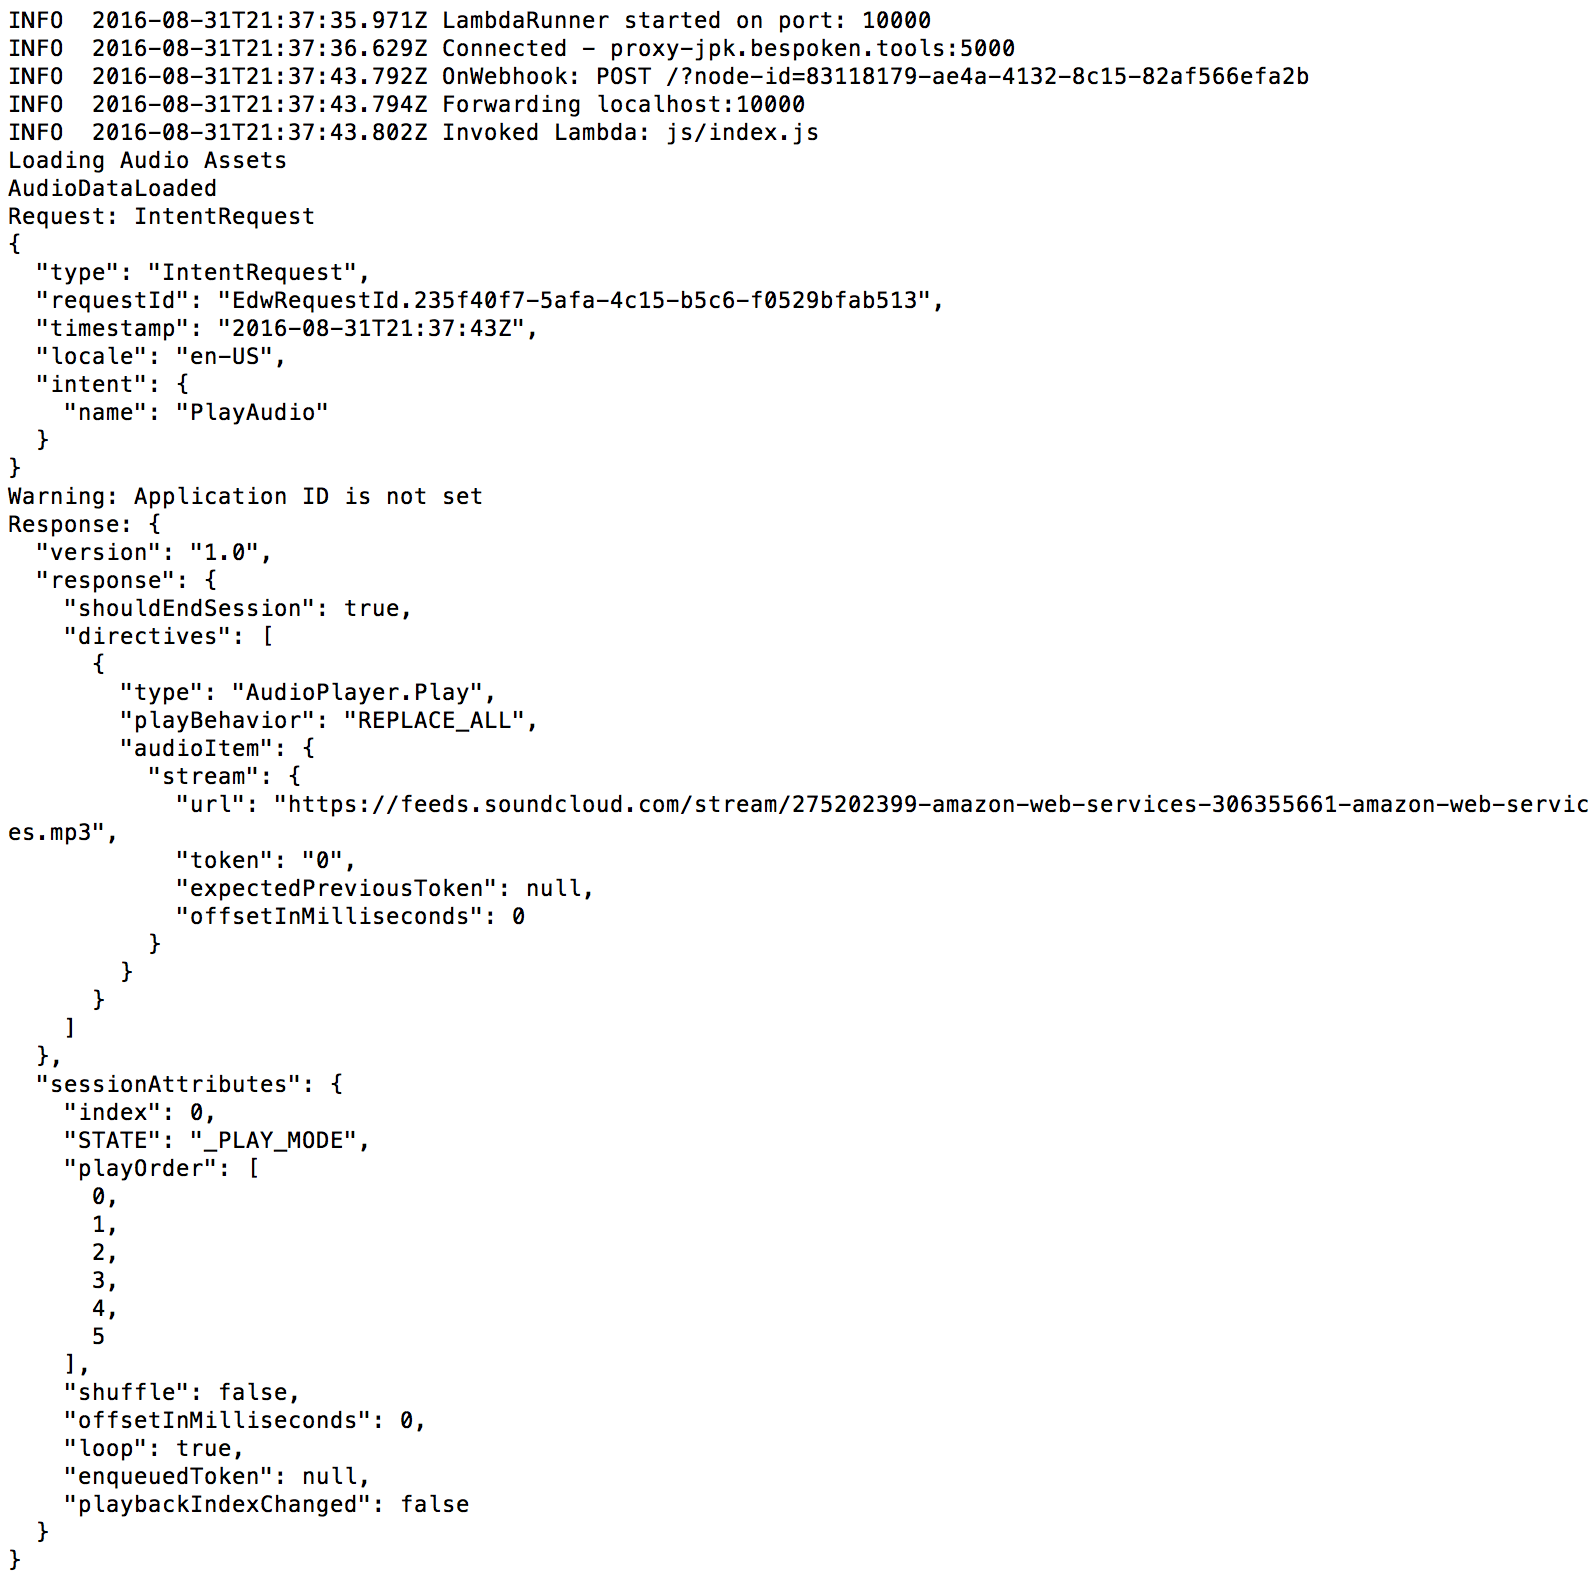 INFO  2016-08-31T21:37:35.971Z LambdaRunner started on port: 10000
INFO  2016-08-31T21:37:36.629Z Connected - proxy-jpk.bespoken.tools:5000
INFO  2016-08-31T21:37:43.792Z OnWebhook: POST /?node-id=83118179-ae4a-4132-8c15-82af566efa2b
INFO  2016-08-31T21:37:43.794Z Forwarding localhost:10000
INFO  2016-08-31T21:37:43.802Z Invoked Lambda: js/index.js
Loading Audio Assets
AudioDataLoaded
Request: IntentRequest
{
  "type": "IntentRequest",
  "requestId": "EdwRequestId.235f40f7-5afa-4c15-b5c6-f0529bfab513",
  "timestamp": "2016-08-31T21:37:43Z",
  "locale": "en-US",
  "intent": {
    "name": "PlayAudio"
  }
}
Warning: Application ID is not set
Response: {
  "version": "1.0",
  "response": {
    "shouldEndSession": true,
    "directives": [
      {
        "type": "AudioPlayer.Play",
        "playBehavior": "REPLACE_ALL",
        "audioItem": {
          "stream": {
            "url": "https://feeds.soundcloud.com/stream/275202399-amazon-web-services-306355661-amazon-web-servic
es.mp3",
            "token": "0",
            "expectedPreviousToken": null,
            "offsetInMilliseconds": 0
          }
        }
      }
    ]
  },
  "sessionAttributes": {
    "index": 0,
    "STATE": "_PLAY_MODE",
    "playOrder": [
      0,
      1,
      2,
      3,
      4,
      5
    ],
    "shuffle": false,
    "offsetInMilliseconds": 0,
    "loop": true,
    "enqueuedToken": null,
    "playbackIndexChanged": false
  }
}